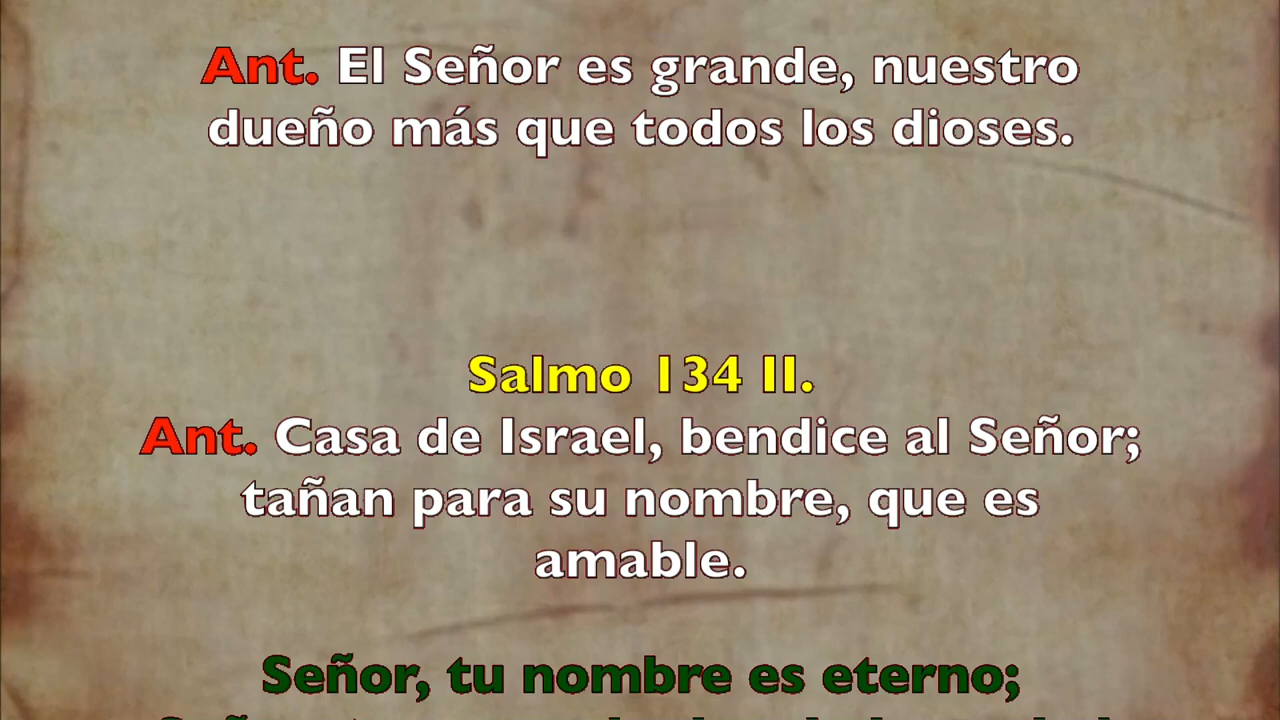 Ant. El Señor es grande, nuestro
dueño más que todos los dioses.
Salmo 134 II.
Ant. Casa de Israel, bendice al Señor;
tañan para su nombre, que es
amable.
Señor, tu nombre es eterno;